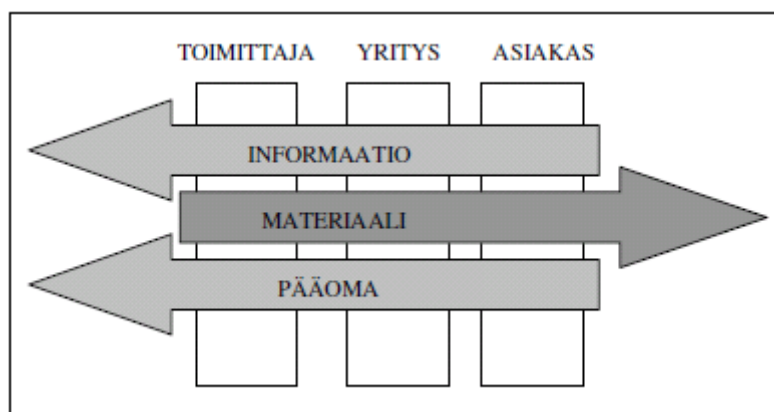 TOIMITTAJA YRITYS ASIAKAS
INFORMAATIO
MATERIAALI
PÄÄOMA